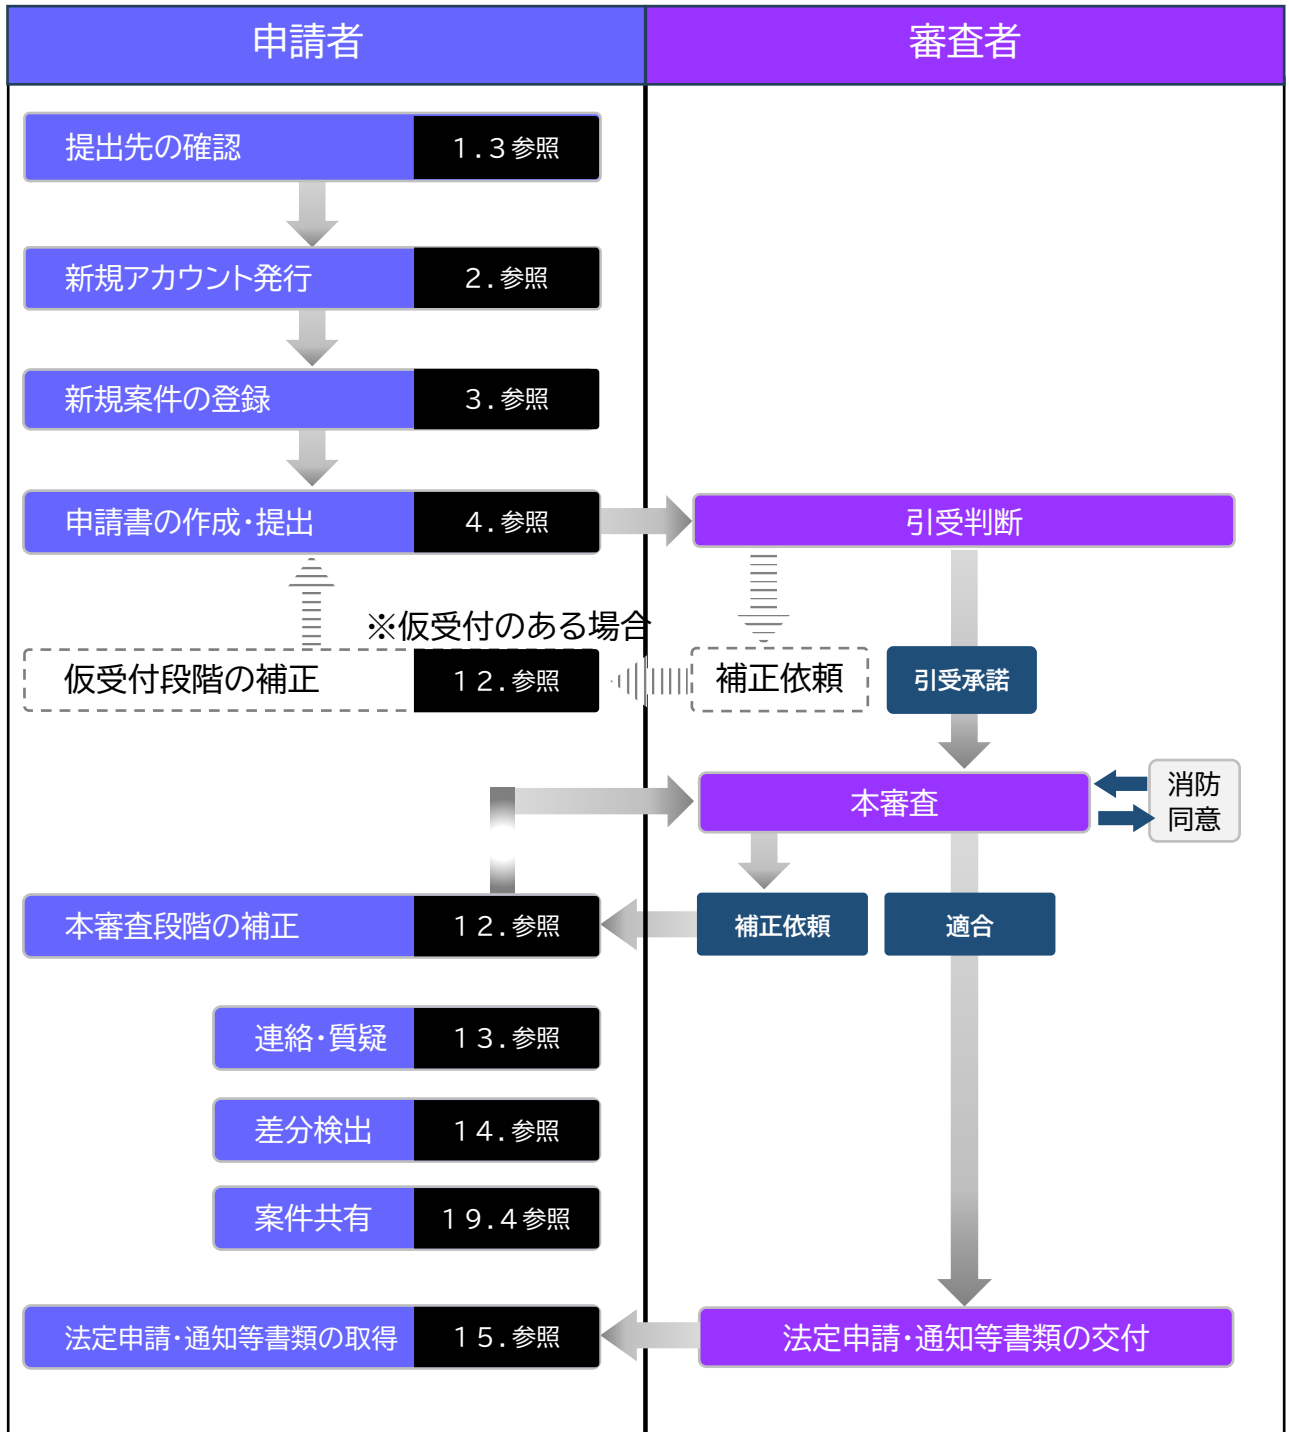 申請者
審査者
提出先の確認
1.3参照
新規アカウント発行
2.参照
新規案件の登録
3.参照
申請書の作成・提出
4.参照
引受判断
※仮受付のある場合
仮受付段階の補正
12.参照
補正依頼
引受承諾
本審査
消防
同意
本審査段階の補正
12.参照
補正依頼
適合
連絡・質疑
13.参照
差分検出
14.参照
案件共有
19.4参照
法定申請・通知等書類の取得
15.参照
法定申請・通知等書類の交付